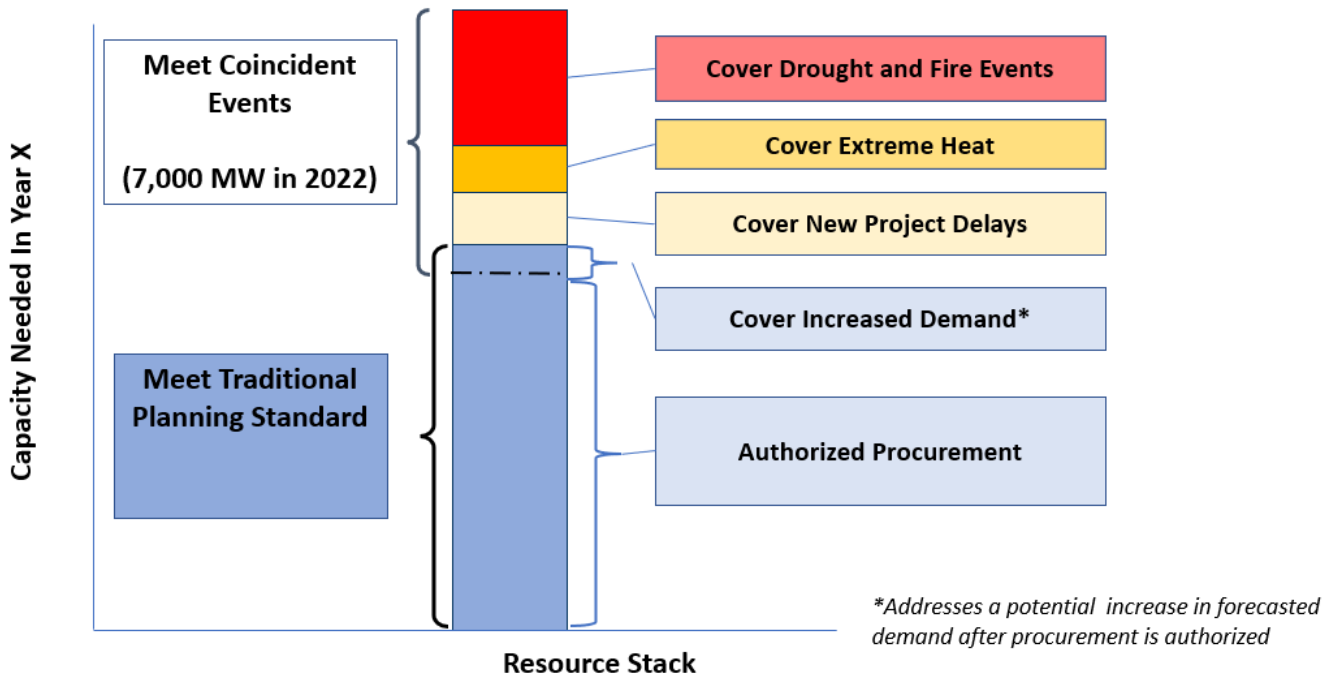 Capacity Needed In Year X
Meet Coincident
Events
(7,000 MW in 2022)
Meet Traditional
Planning Standard
Cover Drought and Fire Events
Cover Extreme Heat
Cover New Project Delays
Cover Increased Demand*
Authorized Procurement
*Addresses a potential increase in forecasted
demand after procurement is authorized
Resource Stack